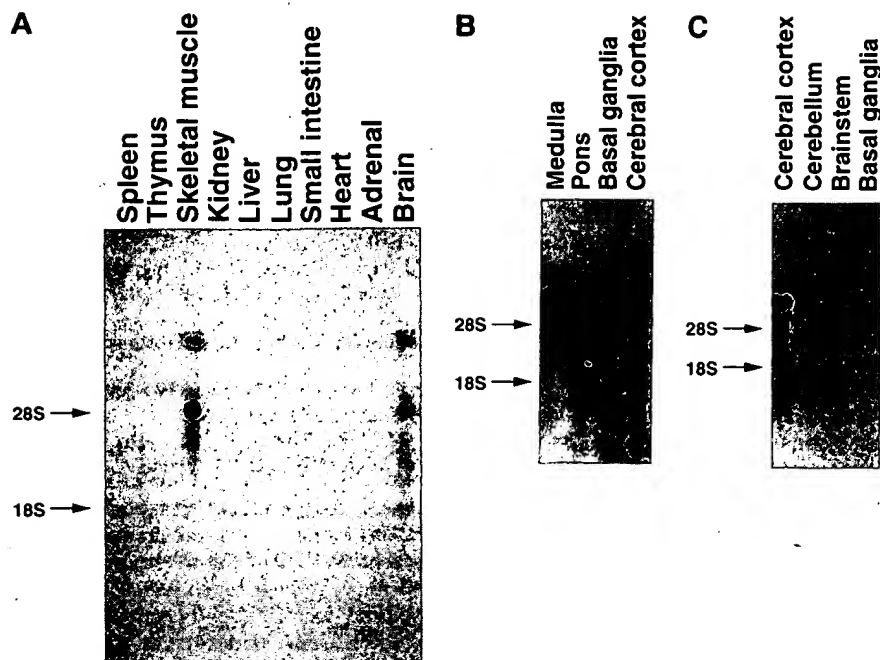 A
Spleen
Thymus
Skeletal muscle
Kidney
Liver
Lung
Small intestine
Heart
Adrenal
Brain
28S
18S
B
Medulla
Pons
Basal ganglia
Cerebral cortex
28S
18S
C
Cerebral cortex
Cerebellum
Brainstem
Basal ganglia
28S
18S